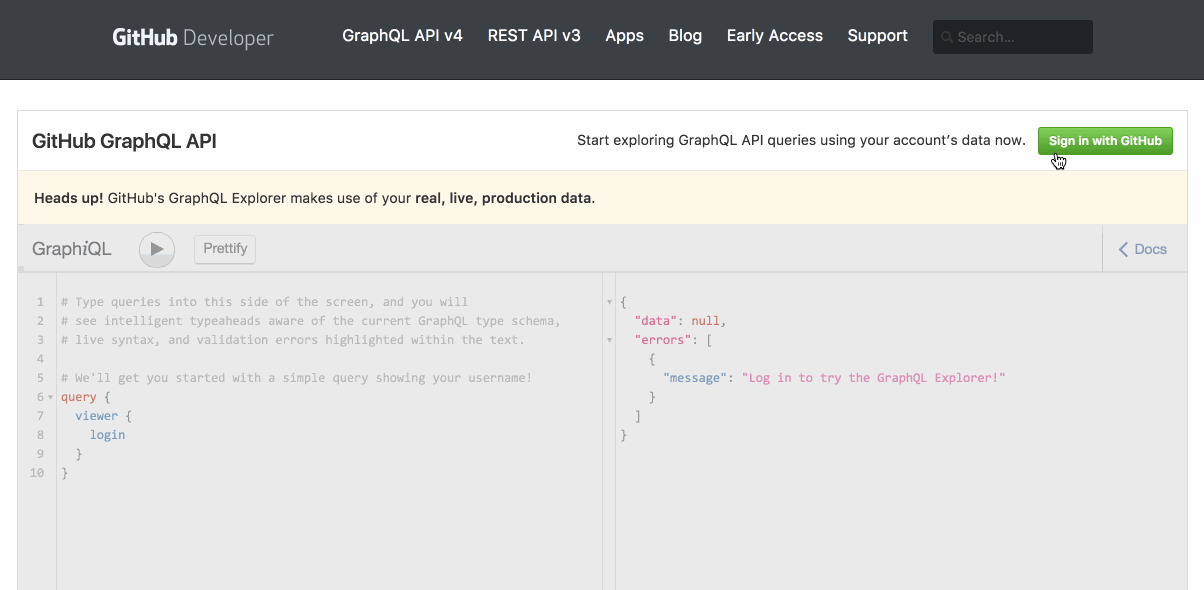 GitHub Developer GraphQL API v4 REST API v3 Apps Blog Early Access Support Search...
GitHub GraphQL API Start exploring GraphQL API queries using your account's data now. Sign in with GitHub
Heads up! GitHub's GraphQL Explorer makes use of your real, live, production data.
GraphiQL Prettify Docs
1 # Type queries into this side of the screen, and you will
2 # see intelligent typeaheads aware of the current GraphQL type schema,
3 # live syntax, and validation errors highlighted within the text.
4
5 # We'll get you started with a simple query showing your username!
6 query {
7 viewer {
8 login
9 }
10 }
{
"data": null,
"errors": [
{
"message": "Log in to try the GraphQL Explorer!"
}
]
}